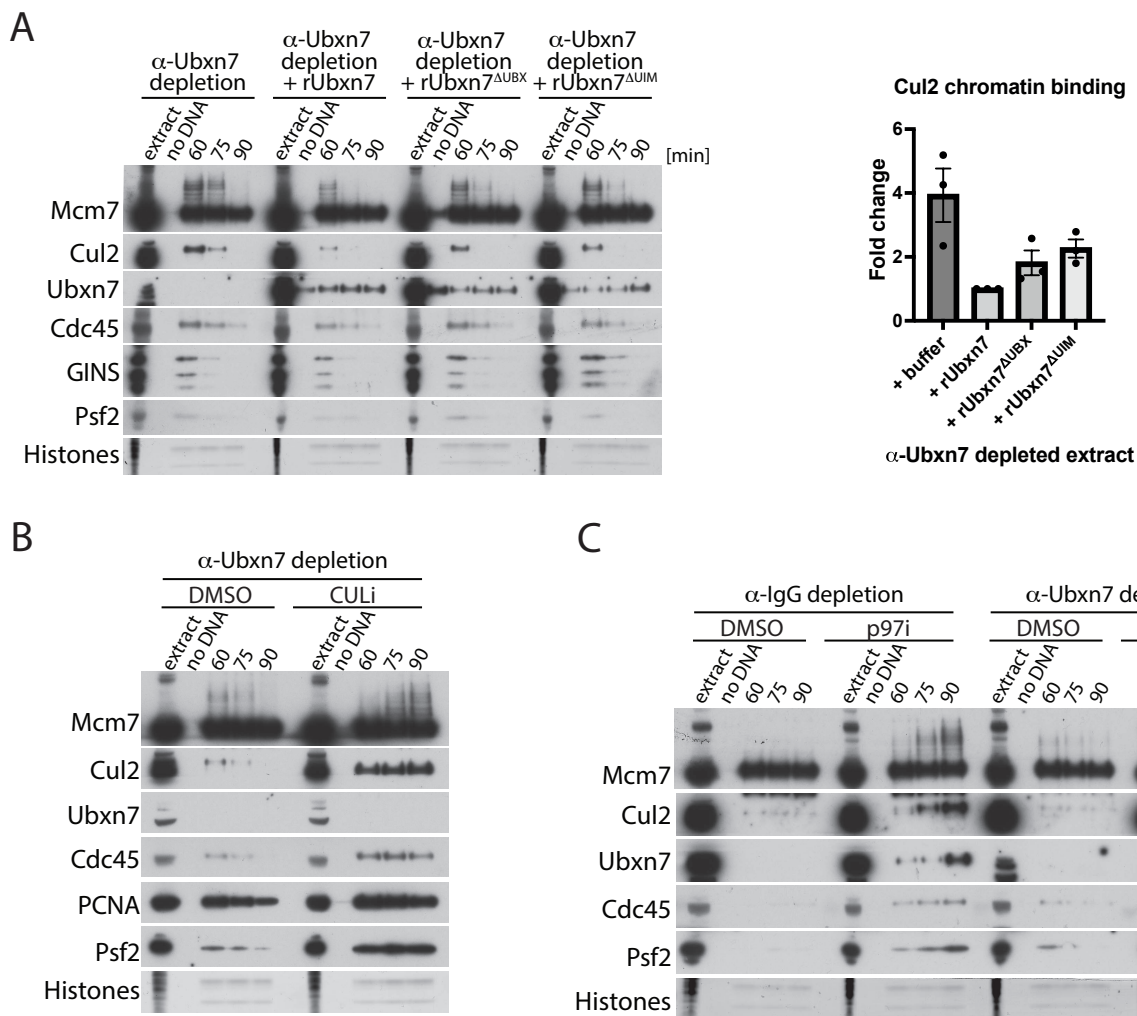 A
α-Ubxn7 depletion
α-Ubxn7 depletion + rUbxn7
α-Ubxn7 depletion + rUbxn7ΔUBX
α-Ubxn7 depletion + rUbxn7ΔUIM
extract no DNA 60 75 90 extract no DNA 60 75 90 extract no DNA 60 75 90 extract no DNA 60 75 90 [min]
Mcm7
Cul2
Ubxn7
Cdc45
GINS
Psf2
Histones
Cul2 chromatin binding
Fold change
6
4
2
0
+ buffer
+ rUbxn7
+ rUbxn7ΔUBX
+ rUbxn7ΔUIM
α-Ubxn7 depleted extract
B
α-Ubxn7 depletion
DMSO CULi
extract no DNA 60 75 90 extract no DNA 60 75 90
Mcm7
Cul2
Ubxn7
Cdc45
PCNA
Psf2
Histones
C
α-IgG depletion α-Ubxn7 de
DMSO p97i DMSO
extract no DNA 60 75 90 extract no DNA 60 75 90 extract no DNA 60 75 90
Mcm7
Cul2
Ubxn7
Cdc45
Psf2
Histones